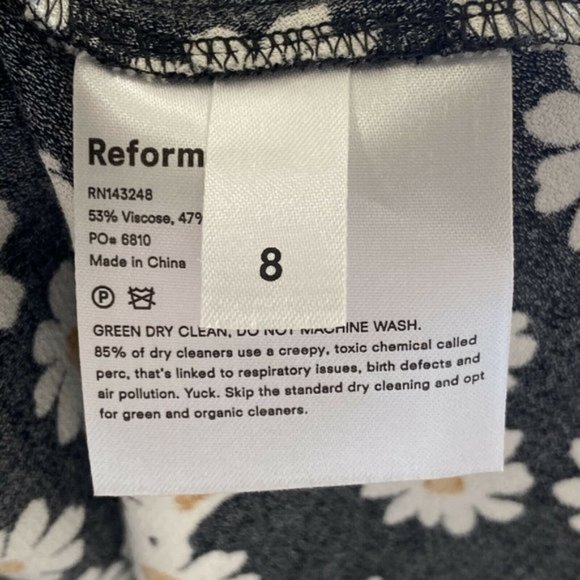 Reform
RN143248
53% Viscose, 47%
PO# 6810
Made in China
8
P
GREEN DRY CLEAN, DO NOT MACHINE WASH.
85% of dry cleaners use a creepy, toxic chemical called
perc, that's linked to respiratory issues, birth defects and
air pollution. Yuck. Skip the standard dry cleaning and opt
for green and organic cleaners.